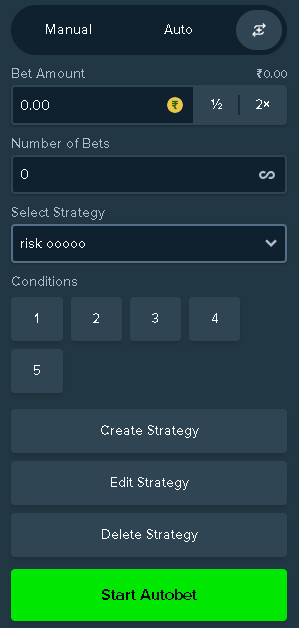 Manual Auto
Bet Amount ₹0.00
0.00 ₹ ½ 2×
Number of Bets
0 ∞
Select Strategy
risk ooooo
Conditions
1 2 3 4
5
Create Strategy
Edit Strategy
Delete Strategy
Start Autobet